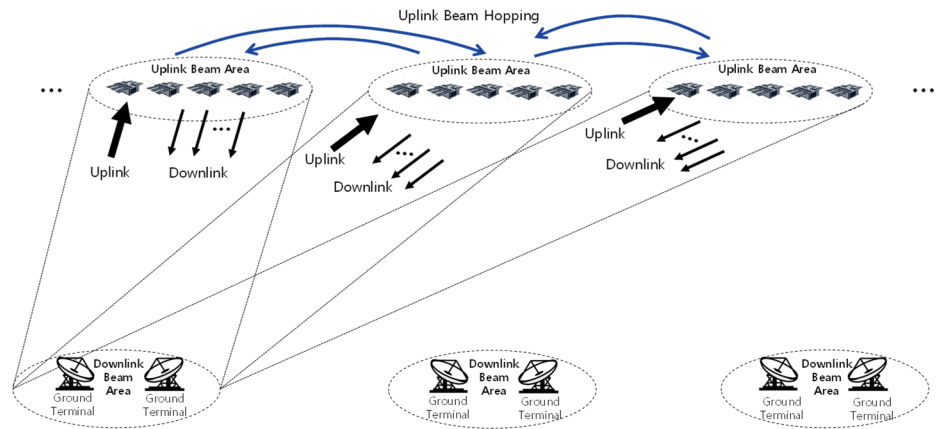 Uplink Beam Hopping
Uplink Beam Area
Uplink Beam Area
Uplink Beam Area
...
...
...
Uplink
Downlink
...
Uplink
Downlink
...
Uplink
Downlink
Downlink
Beam
Area
Ground
Terminal
Ground
Terminal
Downlink
Beam
Area
Ground
Terminal
Ground
Terminal
Downlink
Beam
Area
Ground
Terminal
Ground
Terminal